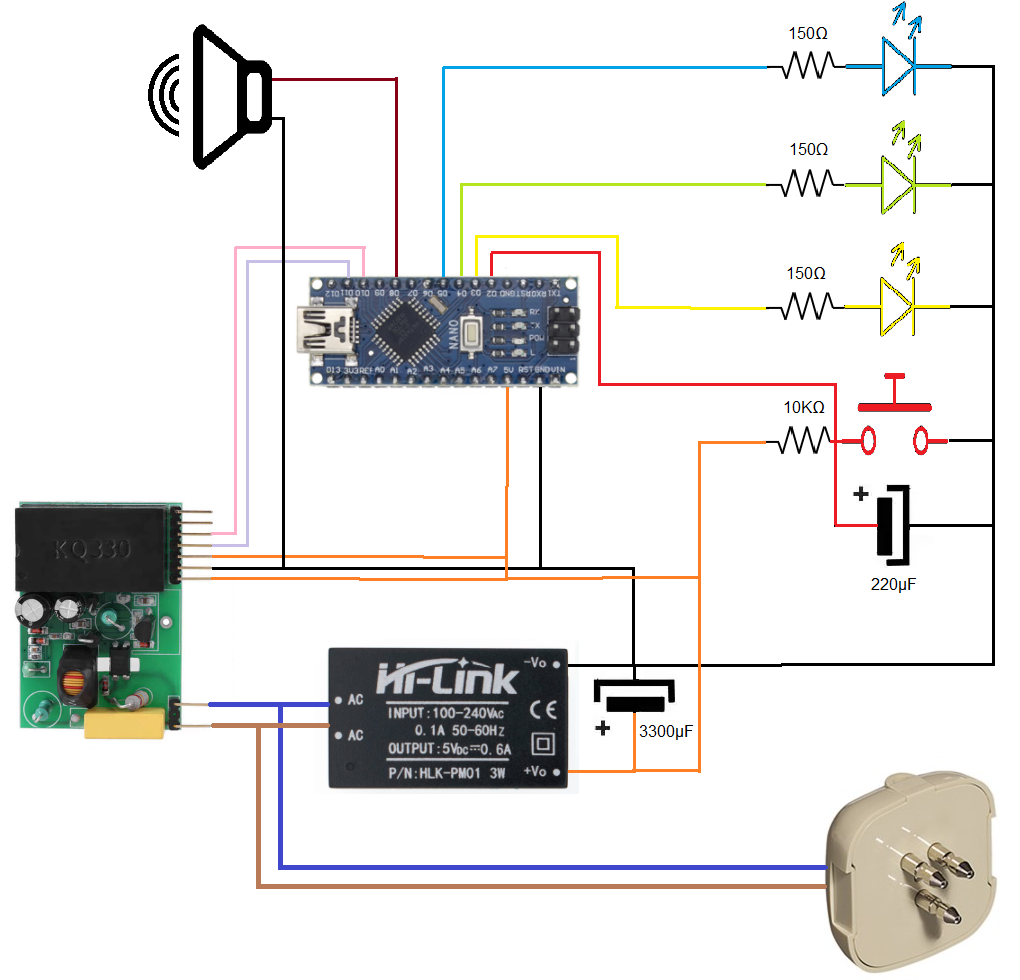 150Ω
150Ω
150Ω
D12 D11 D10 D9 D8 D7 D6 D5 D4 D3 D2 GND RST RX0 TX1
NANO
RX
TX
POW
L
D13 3V3 REF A0 A1 A2 A3 A4 A5 A6 A7 5V RST GND VIN
10KΩ
+
220µF
KQ330
Hi-Link
-Vo
AC
INPUT:100-240VAC
0.1A 50-60Hz
CE
AC
OUTPUT:5VDC⎓0.6A
P/N:HLK-PM01 3W
+Vo
+
3300µF